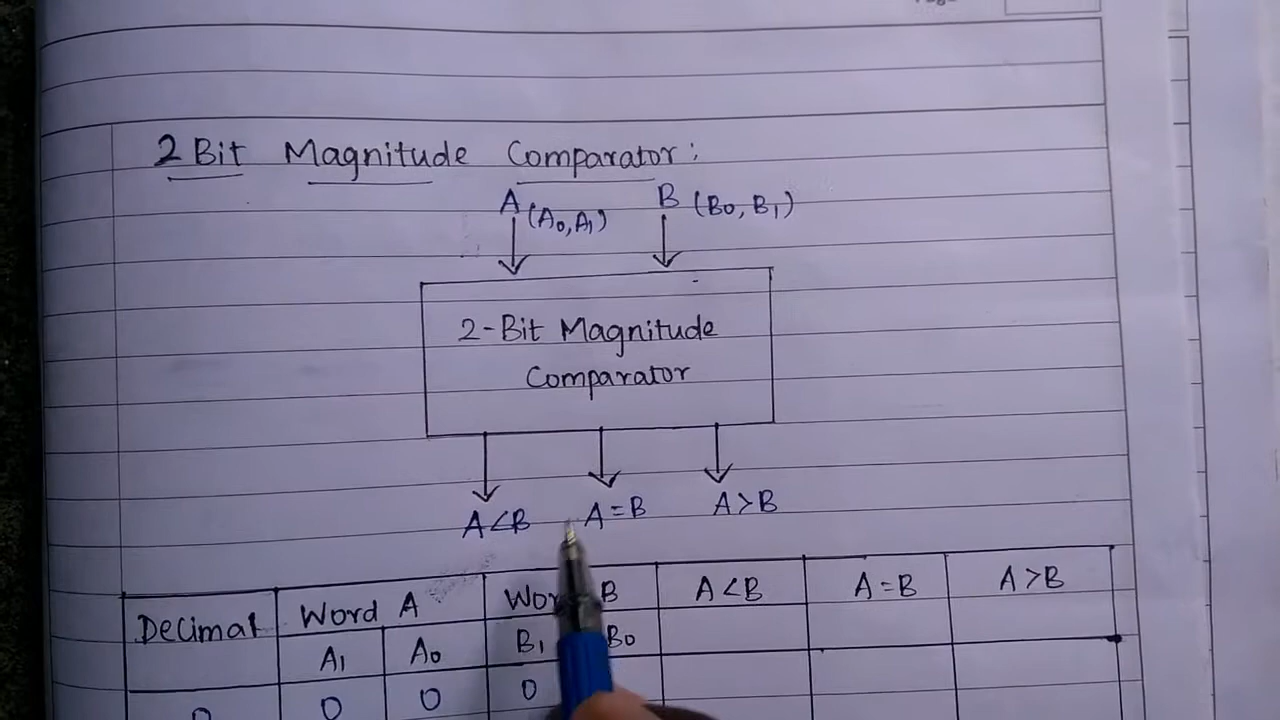 2 Bit Magnitude Comparator:
A (A0, A1) B (B0, B1)
2-Bit Magnitude
Comparator
A<B A=B A>B
Decimal Word A B A<B A=B A>B
A1 A0 B1 B0
0 0 0